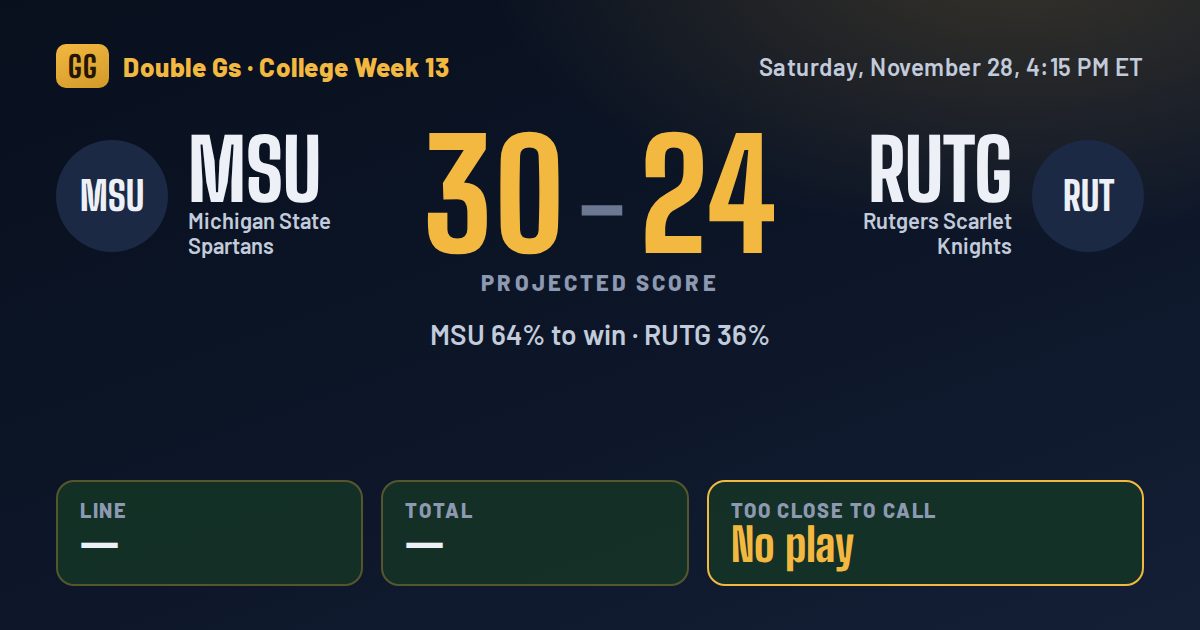 GG Double Gs · College Week 13
Saturday, November 28, 4:15 PM ET
MSU
MSU
Michigan State
Spartans
30 – 24
PROJECTED SCORE
MSU 64% to win · RUTG 36%
RUTG
Rutgers Scarlet
Knights
RUT
LINE
—
TOTAL
—
TOO CLOSE TO CALL
No play